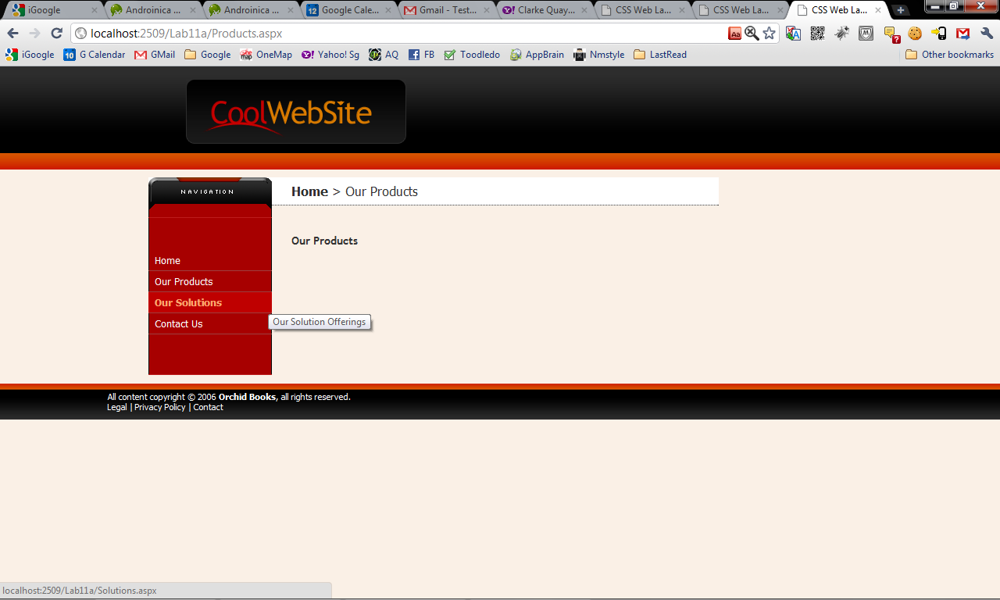 iGoogle
Androinica ...
Androinica ...
12 Google Cale...
Gmail - Test...
Clarke Quay...
CSS Web La...
CSS Web La...
CSS Web La...
localhost:2509/Lab11a/Products.aspx
iGoogle 10 G Calendar GMail Google OneMap Yahoo! Sg AQ FB Toodledo AppBrain Nmstyle LastRead Other bookmarks
CoolWebSite
NAVIGATION
Home > Our Products
Our Products
Home
Our Products
Our Solutions
Our Solution Offerings
Contact Us
All content copyright © 2006 Orchid Books, all rights reserved.
Legal | Privacy Policy | Contact
localhost:2509/Lab11a/Solutions.aspx